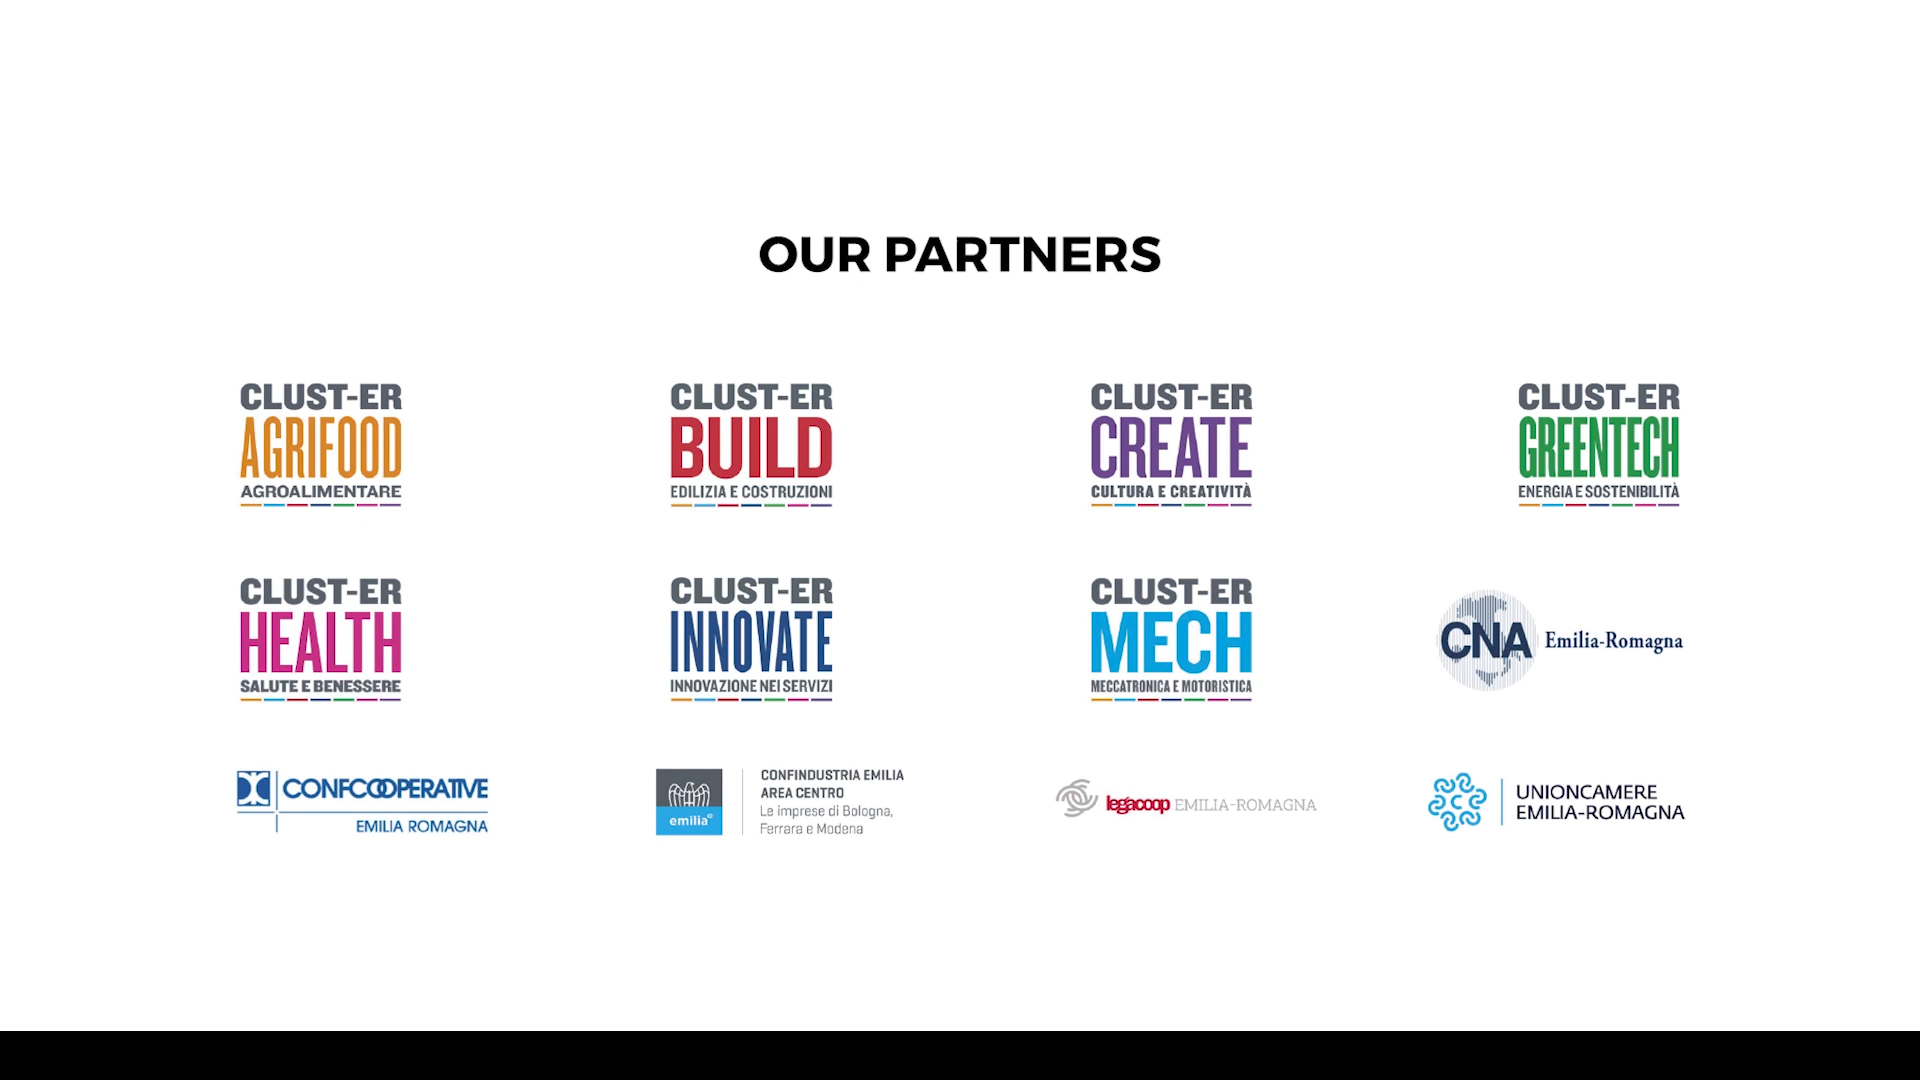 OUR PARTNERS
CLUST-ER
AGRIFOOD
AGROALIMENTARE
CLUST-ER
BUILD
EDILIZIA E COSTRUZIONI
CLUST-ER
CREATE
CULTURA E CREATIVITÀ
CLUST-ER
GREENTECH
ENERGIA E SOSTENIBILITÀ
CLUST-ER
HEALTH
SALUTE E BENESSERE
CLUST-ER
INNOVATE
INNOVAZIONE NEI SERVIZI
CLUST-ER
MECH
MECCATRONICA E MOTORISTICA
CNA Emilia-Romagna
CONFCOOPERATIVE
EMILIA ROMAGNA
emilia
CONFINDUSTRIA EMILIA
AREA CENTRO
Le imprese di Bologna,
Ferrara e Modena
legacoop EMILIA-ROMAGNA
UNIONCAMERE
EMILIA-ROMAGNA